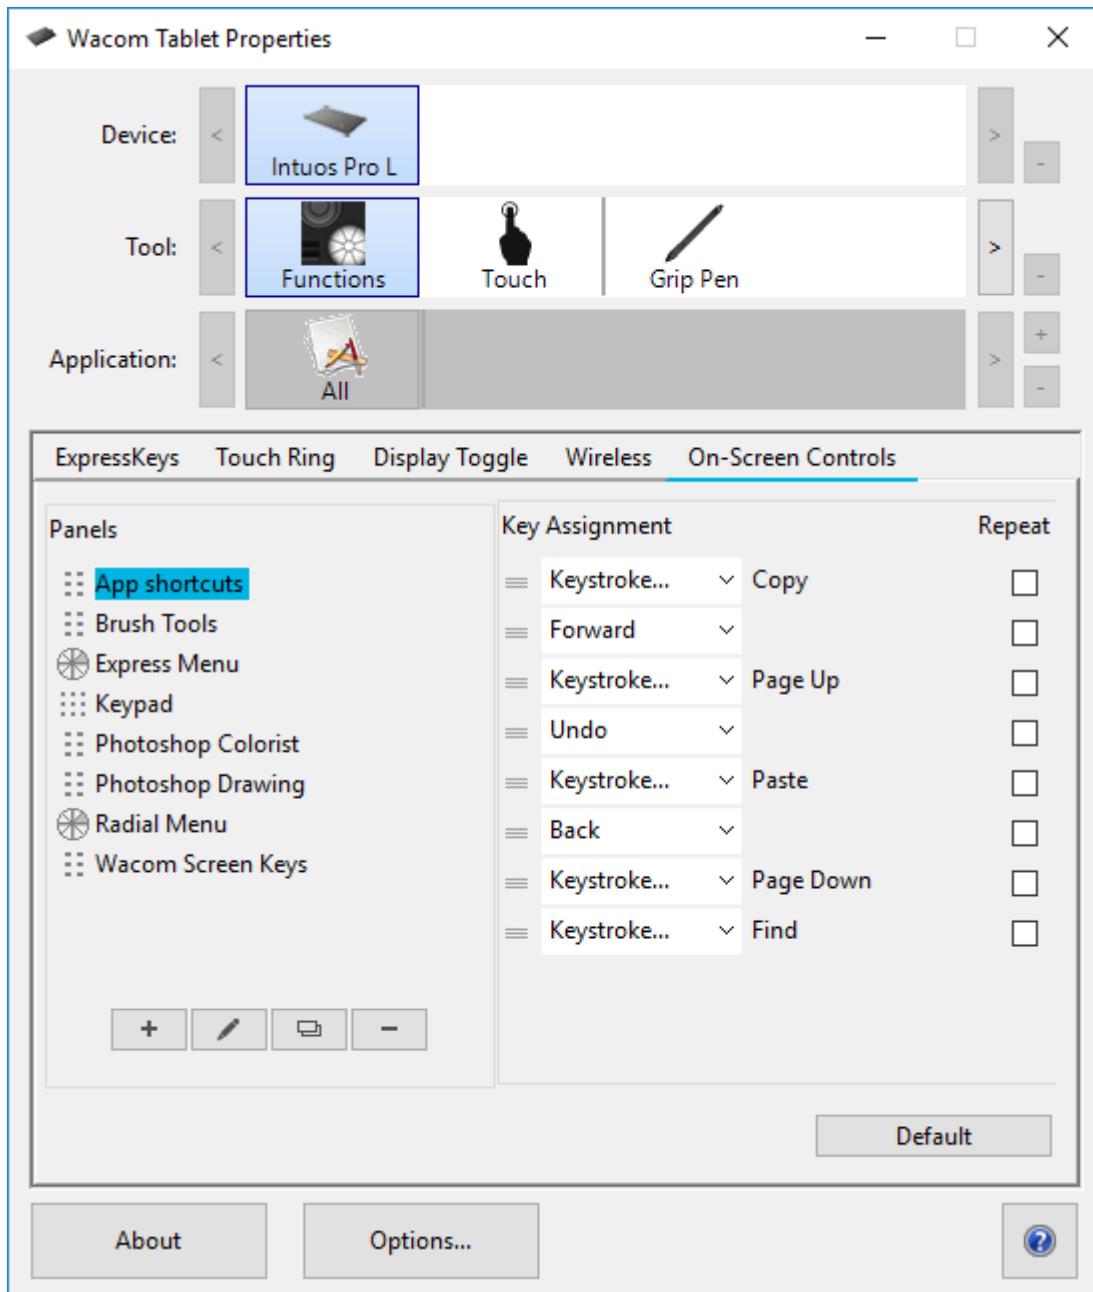 Wacom Tablet Properties
Device:
<
Intuos Pro L
>
-
Tool:
<
Functions
Touch
Grip Pen
>
-
Application:
<
All
>
+
-
ExpressKeys Touch Ring Display Toggle Wireless On-Screen Controls
Panels
App shortcuts
Brush Tools
Express Menu
Keypad
Photoshop Colorist
Photoshop Drawing
Radial Menu
Wacom Screen Keys
+ −
Key Assignment Repeat
Keystroke... Copy
Forward
Keystroke... Page Up
Undo
Keystroke... Paste
Back
Keystroke... Page Down
Keystroke... Find
Default
About Options... ?